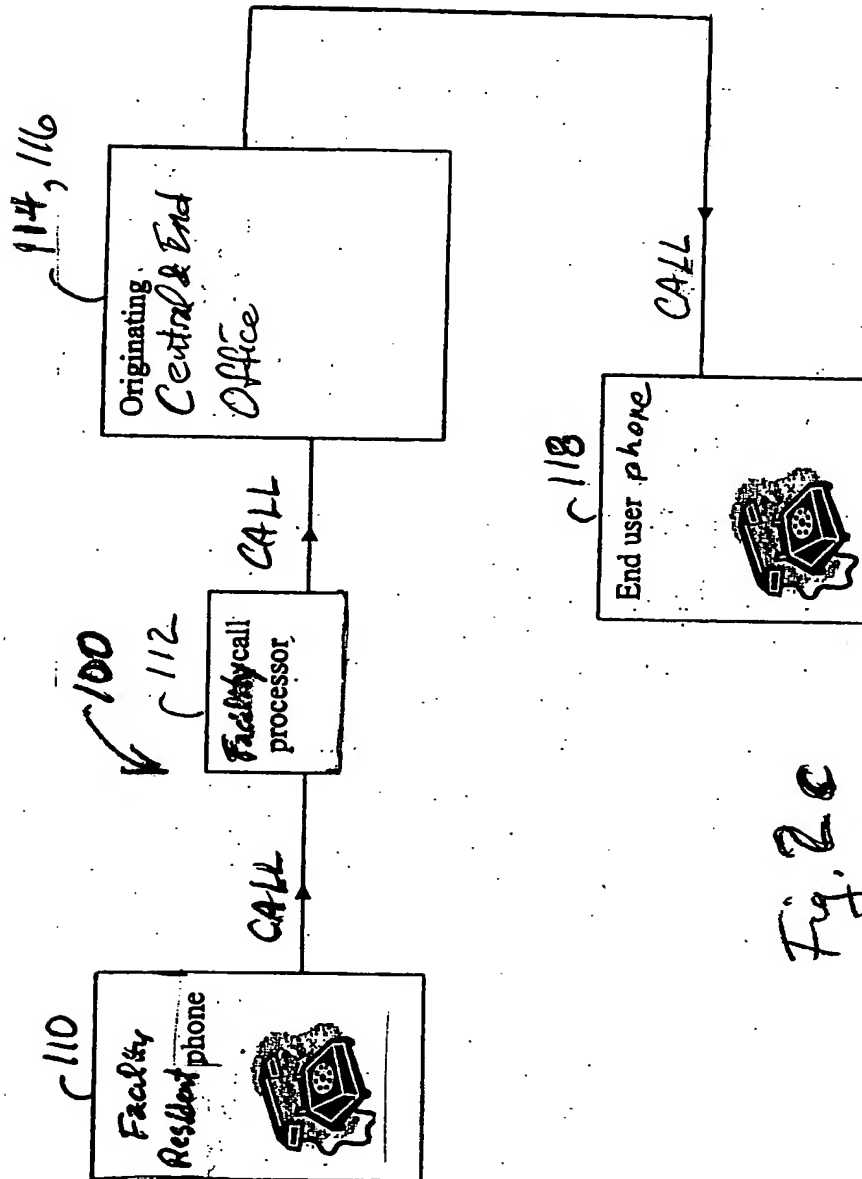 100
110
Facility
Resident phone
CALL
112
Facility call
processor
CALL
114, 116
Originating
Central & End
Office
CALL
118
End user phone
Fig. 2c